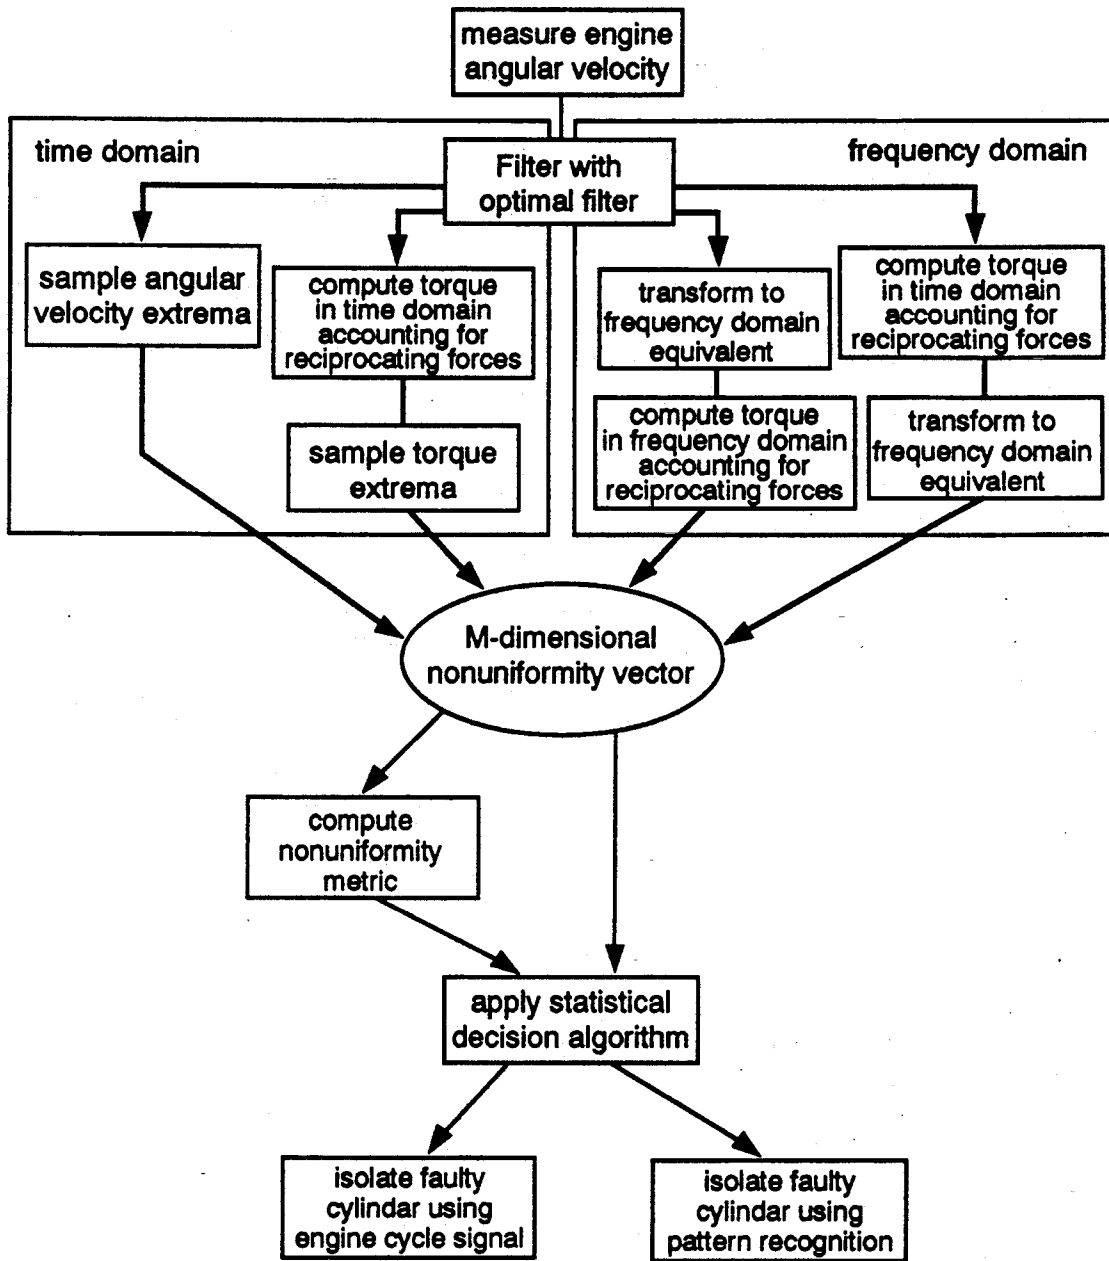 measure engine
angular velocity
time domain
frequency domain
Filter with
optimal filter
sample angular
velocity extrema
compute torque
in time domain
accounting for
reciprocating forces
transform to
frequency domain
equivalent
compute torque
in time domain
accounting for
reciprocating forces
sample torque
extrema
compute torque
in frequency domain
accounting for
reciprocating forces
transform to
frequency domain
equivalent
M-dimensional
nonuniformity vector
compute
nonuniformity
metric
apply statistical
decision algorithm
isolate faulty
cylindar using
engine cycle signal
isolate faulty
cylindar using
pattern recognition